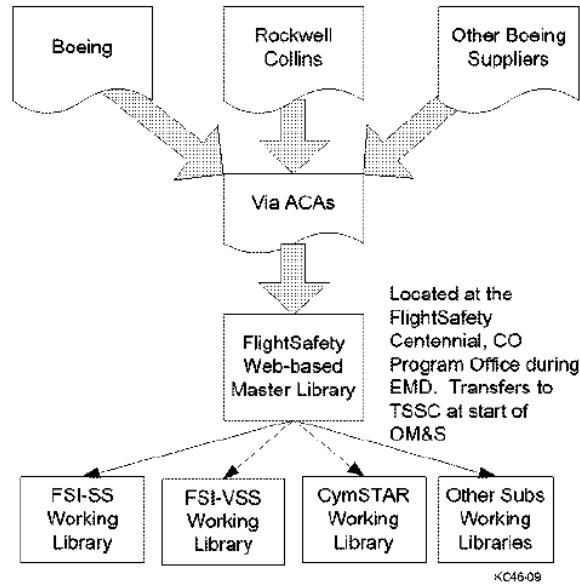 Boeing
Rockwell
Collins
Other Boeing
Suppliers
Via ACAs
FlightSafety
Web-based
Master Library
Located at the
FlightSafety
Centennial, CO
Program Office during
EMD. Transfers to
TSSC at start of
OM&S
FSI-SS
Working
Library
FSI-VSS
Working
Library
CymSTAR
Working
Library
Other Subs
Working
Libraries
KC46-09